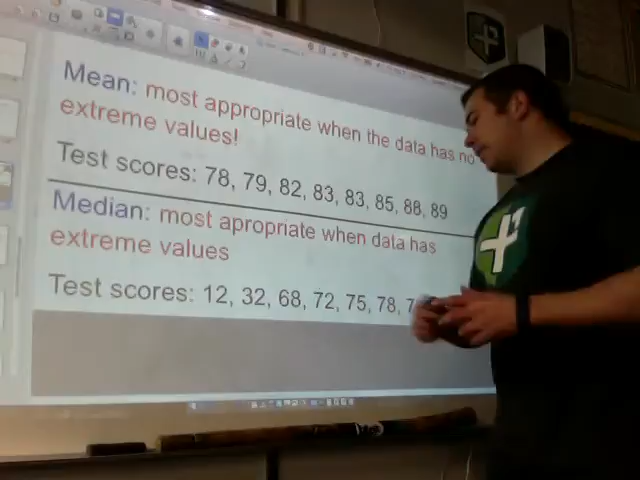 Mean: most appropriate when the data has no
extreme values!
Test scores: 78, 79, 82, 83, 83, 85, 88, 89
Median: most apropriate when data has
extreme values
Test scores: 12, 32, 68, 72, 75, 78, 7